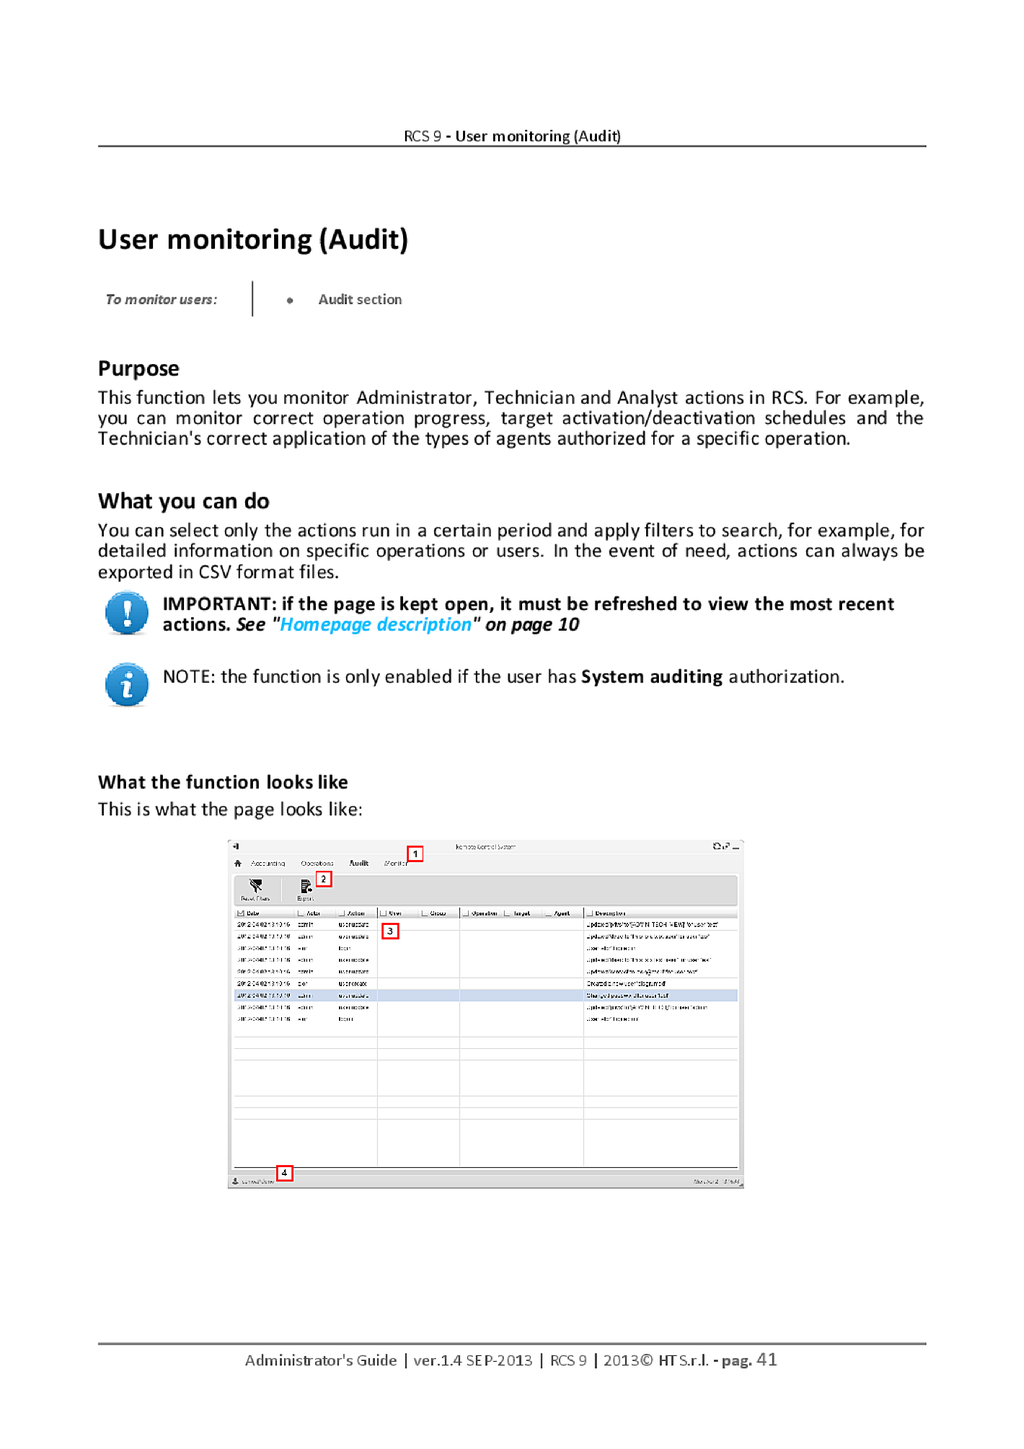 RCS 9 - User monitoring (Audit)
User monitoring (Audit)
To monitor users:
• Audit section
Purpose
This function lets you monitor Administrator, Technician and Analyst actions in RCS. For example,
you can monitor correct operation progress, target activation/deactivation schedules and the
Technician's correct application of the types of agents authorized for a specific operation.
What you can do
You can select only the actions run in a certain period and apply filters to search, for example, for
detailed information on specific operations or users. In the event of need, actions can always be
exported in CSV format files.
IMPORTANT: if the page is kept open, it must be refreshed to view the most recent
actions. See "Homepage description" on page 10
NOTE: the function is only enabled if the user has System auditing authorization.
What the function looks like
This is what the page looks like:
Remote Control System
1
Accounting Operations Audit Monitor
2
Reset Filters Export
Date Actor Action User Group Operation Target Agent Description
3
4
Administrator's Guide | ver.1.4 SEP-2013 | RCS 9 | 2013© HT S.r.l. - pag. 41